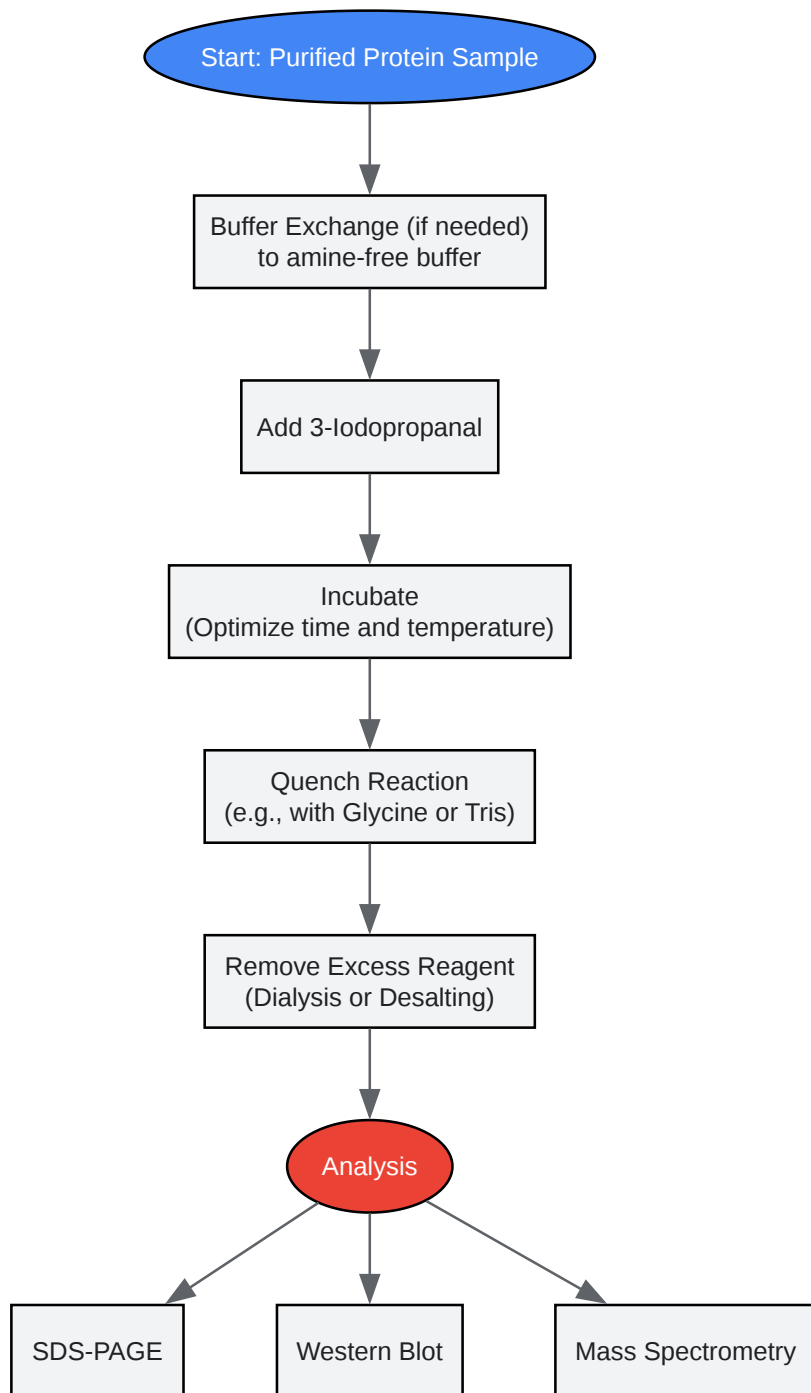 Start: Purified Protein Sample
Buffer Exchange (if needed)
to amine-free buffer
Add 3-Iodopropanal
Incubate
(Optimize time and temperature)
Quench Reaction
(e.g., with Glycine or Tris)
Remove Excess Reagent
(Dialysis or Desalting)
Analysis
SDS-PAGE
Western Blot
Mass Spectrometry